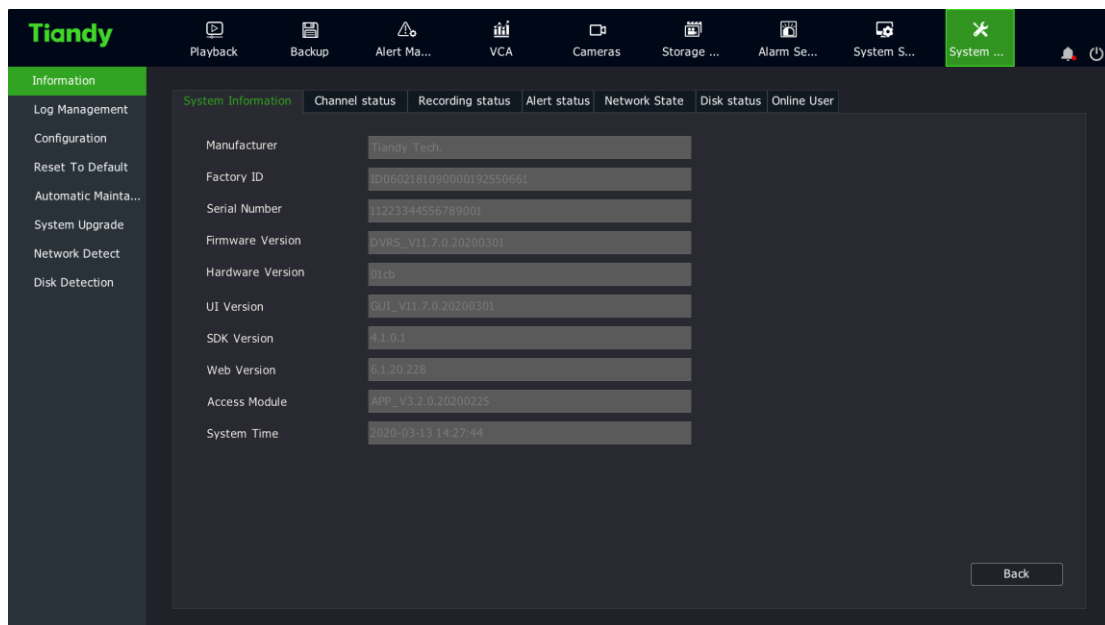 Tiandy
Playback Backup Alert Ma... VCA Cameras Storage ... Alarm Se... System S... System ...
Information
Log Management
Configuration
Reset To Default
Automatic Mainta...
System Upgrade
Network Detect
Disk Detection
System Information Channel status Recording status Alert status Network State Disk status Online User
Manufacturer Tiandy Tech.
Factory ID ID0602181090000192550661
Serial Number 11223344556789001
Firmware Version DVRS_V11.7.0.20200301
Hardware Version 01cb
UI Version GUI_V11.7.0.20200301
SDK Version 4.1.0.1
Web Version 6.1.20.228
Access Module APP_V3.2.0.20200225
System Time 2020-03-13 14:27:44
Back